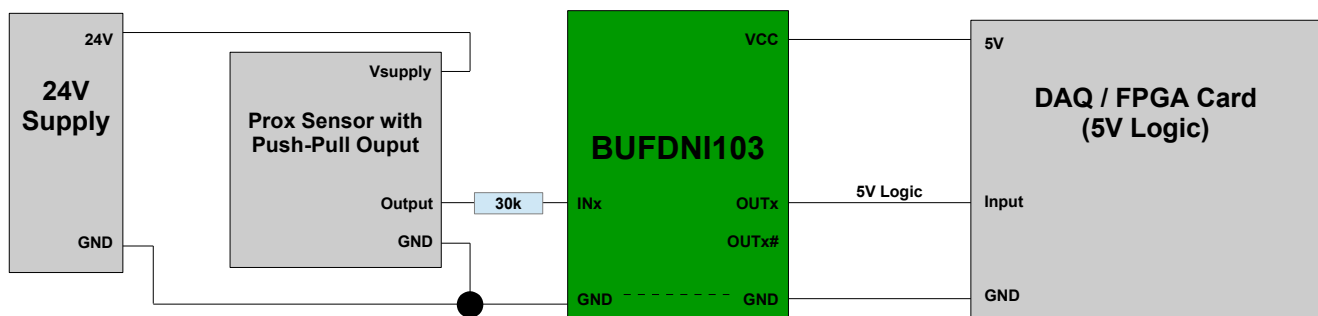 24V
24V
Supply
GND
Vsupply
Prox Sensor with
Push-Pull Ouput
Output
GND
30k
VCC
BUFDNI103
INx
OUTx
OUTx#
GND
GND
5V Logic
5V
DAQ / FPGA Card
(5V Logic)
Input
GND